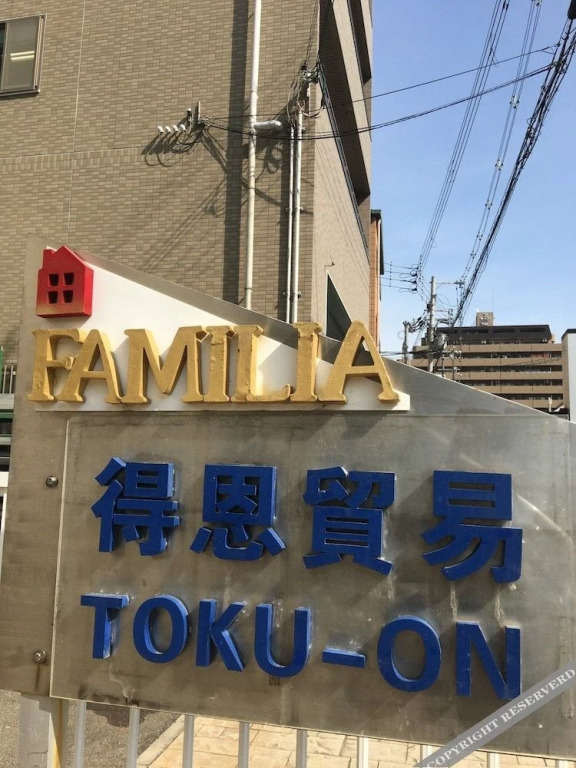 FAMILIA
得恩貿易
TOKU-ON
COPYRIGHT RESERVERD